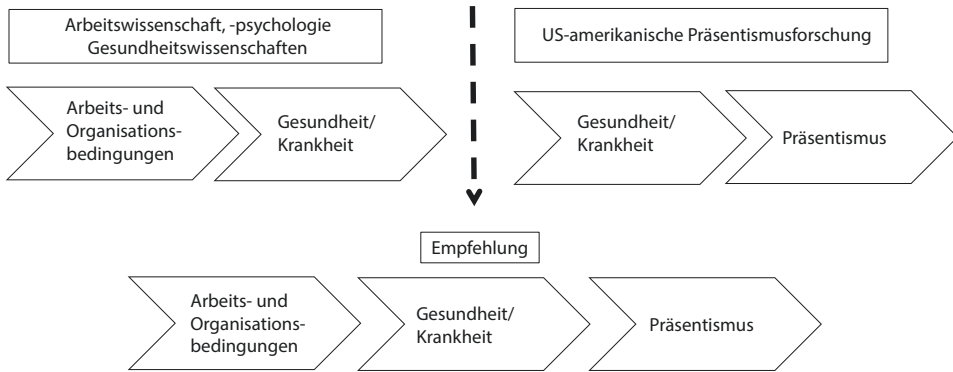 Arbeitswissenschaft, -psychologie
Gesundheitswissenschaften
US-amerikanische Präsentismusforschung
Arbeits- und
Organisations-
bedingungen
Gesundheit/
Krankheit
Gesundheit/
Krankheit
Präsentismus
Empfehlung
Arbeits- und
Organisations-
bedingungen
Gesundheit/
Krankheit
Präsentismus